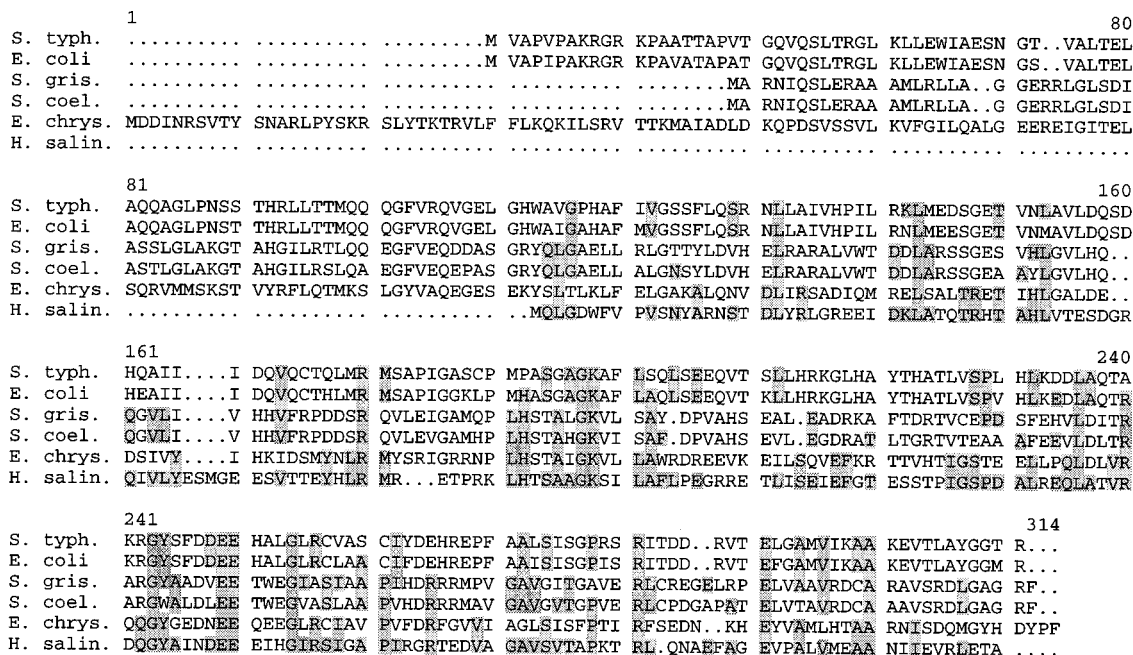 1 80
S. typh. .......... .......... .......... .........M VAPVPAKRGR KPAATTAPVT GQVQSLTRGL KLLEWIAESN GT..VALTEL
E. coli .......... .......... .......... .........M VAPIPAKRGR KPAVATAPAT GQVQSLTRGL KLLEWIAESN GS..VALTEL
S. gris. .......... .......... .......... .......... .......... .........MA RNIQSLERAA AMLRLLA..G GERRLGLSDI
S. coel. .......... .......... .......... .......... .......... .........MA RNIQSLERAA AMLRLLA..G GERRLGLSDI
E. chrys. MDDINRSVTY SNARLPYSKR SLYTKTRVLF FLKQKILSRV TTKMAIADLD KQPDSVSSVL KVFGILQALG EEREIGITEL
H. salin. .......... .......... .......... .......... .......... .......... .......... ..........
81 160
S. typh. AQQAGLPNSS THRLLTTMQQ QGFVRQVGEL GHWAVGPHAF IVGSSFLQSR NLLAIVHPIL RKLMEDSGET VNLAVLDQSD
E. coli AQQAGLPNST THRLLTTMQQ QGFVRQVGEL GHWAIGAHAF MVGSSFLQSR NLLAIVHPIL RNLMEESGET VNMAVLDQSD
S. gris. ASSLGLAKGT AHGILRTLQQ EGFVEQDDAS GRYQLGAELL RLGTTYLDVH ELRARALVWT DDLARSSGES VHLGVLHQ..
S. coel. ASTLGLAKGT AHGILRSLQA EGFVEQEPAS GRYQLGAELL ALGNSYLDVH ELRARALVWT DDLARSSGEA AYLGVLHQ..
E. chrys. SQRVMMSKST VYRFLQTMKS LGYVAQEGES EKYSLTLKLF ELGAKALQNV DLIRSADIQM RELSALTRET IHLGALDE..
H. salin. .......... .......... .......... ..MQLGDWFV PVSNYARNST DLYRLGREEI DKLATQTRHT AHLVTESDGR
161 240
S. typh. HQAII....I DQVQCTQLMR MSAPIGASCP MPASGAGKAF LSQLSEEQVT SLLHRKGLHA YTHATLVSPL HLKDDLAQTA
E. coli HEAII....I DQVQCTHLMR MSAPIGGKLP MHASGAGKAF LAQLSEEQVT KLLHRKGLHA YTHATLVSPV HLKEDLAQTR
S. gris. QGVLI....V HHVFRPDDSR QVLEIGAMQP LHSTALGKVL SAY.DPVAHS EAL.EADRKA FTDRTVCEPD SFEHVLDITR
S. coel. QGVLI....V HHVFRPDDSR QVLEVGAMHP LHSTAHGKVI SAF.DPVAHS EVL.EGDRAT LTGRTVTEAA AFEEVLDLTR
E. chrys. DSIVY....I HKIDSMYNLR MYSRIGRRNP LHSTAIGKVL LAWRDREEVK EILSQVEFKR TTVHTIGSTE ELLPQLDLVR
H. salin. QIVLYESMGE ESVTTEYHLR MR...ETPRK LHTSAAGKSI LAFLPEGRRE TLISEIEFGT ESSTPIGSPD ALREQLATVR
241 314
S. typh. KRGYSFDDEE HALGLRCVAS CIYDEHREPF AALSISGPRS RITDD..RVT ELGAMVIKAA KEVTLAYGGT R...
E. coli KRGYSFDDEE HALGLRCLAA CIFDEHREPF AAISISGPIS RITDD..RVT EFGAMVIKAA KEVTLAYGGM R...
S. gris. ARGYAADVEE TWEGIASIAA PIHDRRRMPV GAVGITGAVE RLCREGELRP ELVAAVRDCA RAVSRDLGAG RF..
S. coel. ARGWALDLEE TWEGVASLAA PVHDRRRMAV GAVGVTGPVE RLCPDGAPAT ELVTAVRDCA AAVSRDLGAG RF..
E. chrys. QQGYGEDNEE QEEGLRCIAV PVFDRFGVVI AGLSISFPTI RFSEDN..KH EYVAMLHTAA RNISDQMGYH DYPF
H. salin. DQGYAINDEE EIHGIRSIGA PIRGRTEDVA GAVSVTAPKT RL.QNAEFAG EVPALVMEAA NIIEVRLETA ....